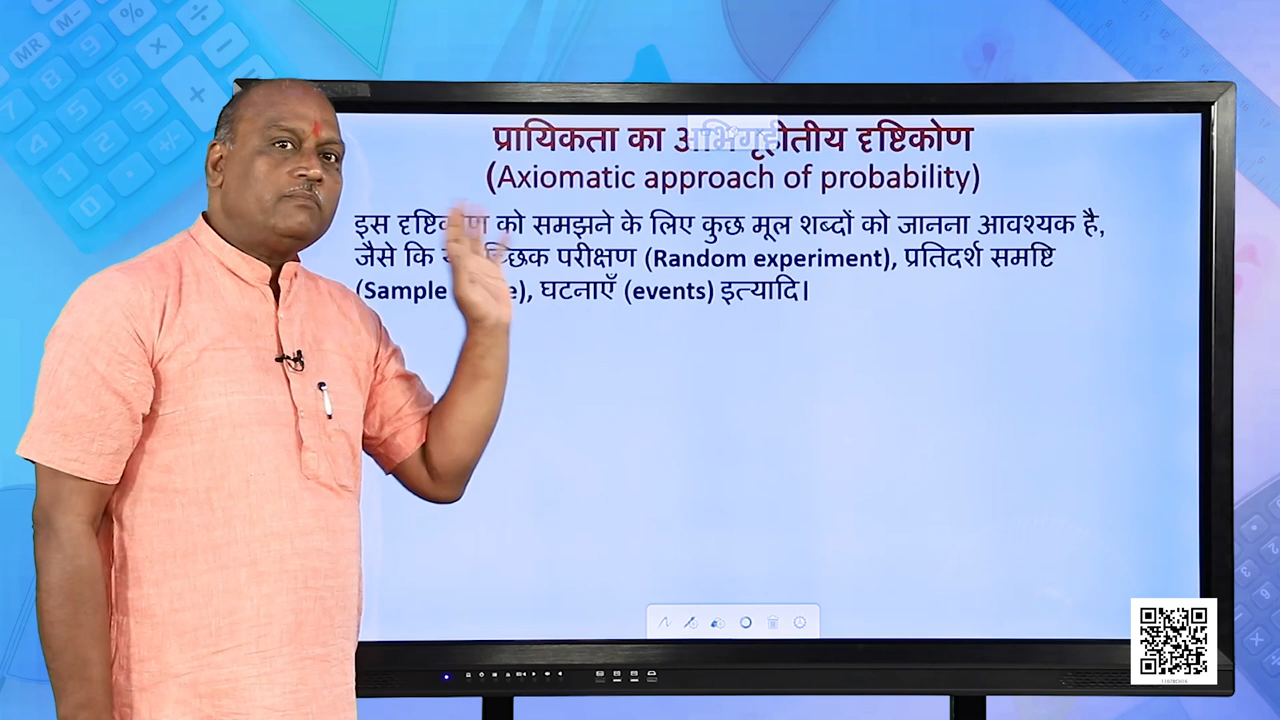 प्रायिकता का अभिगृहीतीय दृष्टिकोण
(Axiomatic approach of probability)
इस दृष्टिकोण को समझने के लिए कुछ मूल शब्दों को जानना आवश्यक है,
जैसे कि परीक्षण (Random experiment), प्रतिदर्श समष्टि
(Sample घटनाएँ (events) इत्यादि।